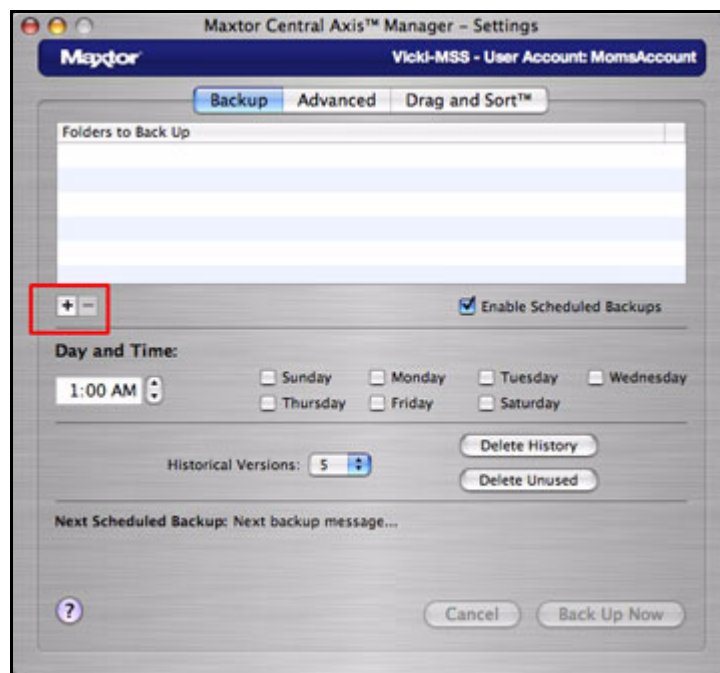 Maxtor Central Axis™ Manager – Settings
Maxtor
Vicki-MSS - User Account: MomsAccount
Backup Advanced Drag and Sort™
Folders to Back Up
+ −
Enable Scheduled Backups
Day and Time:
1:00 AM
Sunday Monday Tuesday Wednesday
Thursday Friday Saturday
Historical Versions: 5
Delete History
Delete Unused
Next Scheduled Backup: Next backup message...
?
Cancel Back Up Now